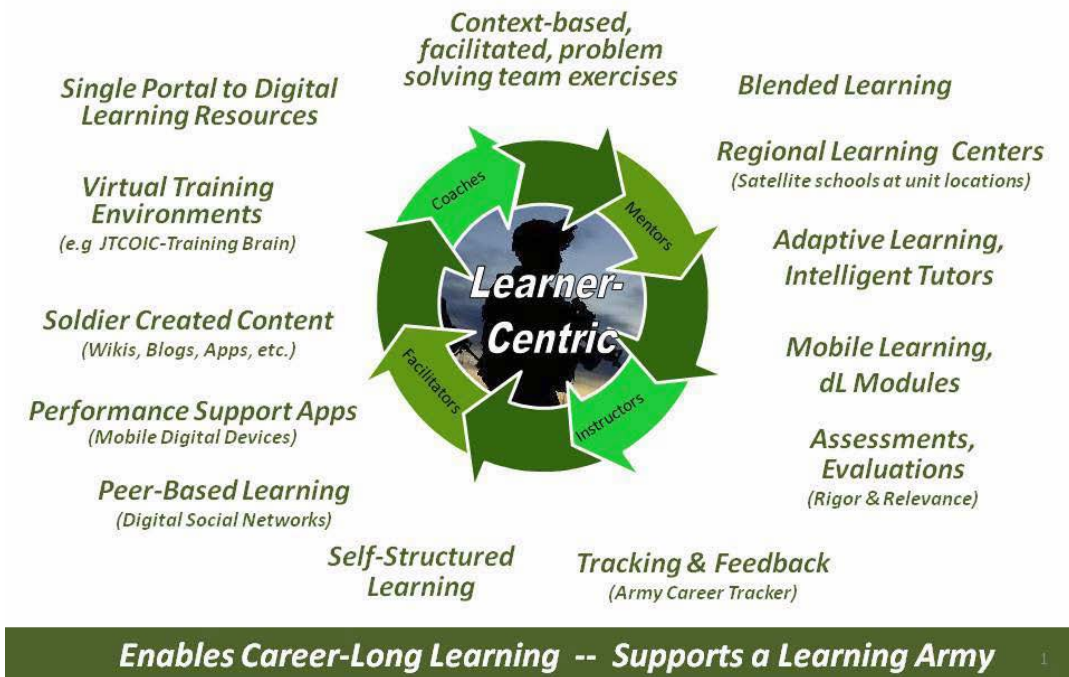 Context-based,
facilitated, problem
solving team exercises
Single Portal to Digital
Learning Resources
Blended Learning
Regional Learning Centers
(Satellite schools at unit locations)
Virtual Training
Environments
(e.g JTCOIC-Training Brain)
Adaptive Learning,
Intelligent Tutors
Soldier Created Content
(Wikis, Blogs, Apps, etc.)
Mobile Learning,
dL Modules
Performance Support Apps
(Mobile Digital Devices)
Assessments,
Evaluations
(Rigor & Relevance)
Peer-Based Learning
(Digital Social Networks)
Self-Structured
Learning
Tracking & Feedback
(Army Career Tracker)
Coaches
Mentors
Learner-
Centric
Facilitators
Instructors
Enables Career-Long Learning -- Supports a Learning Army
1